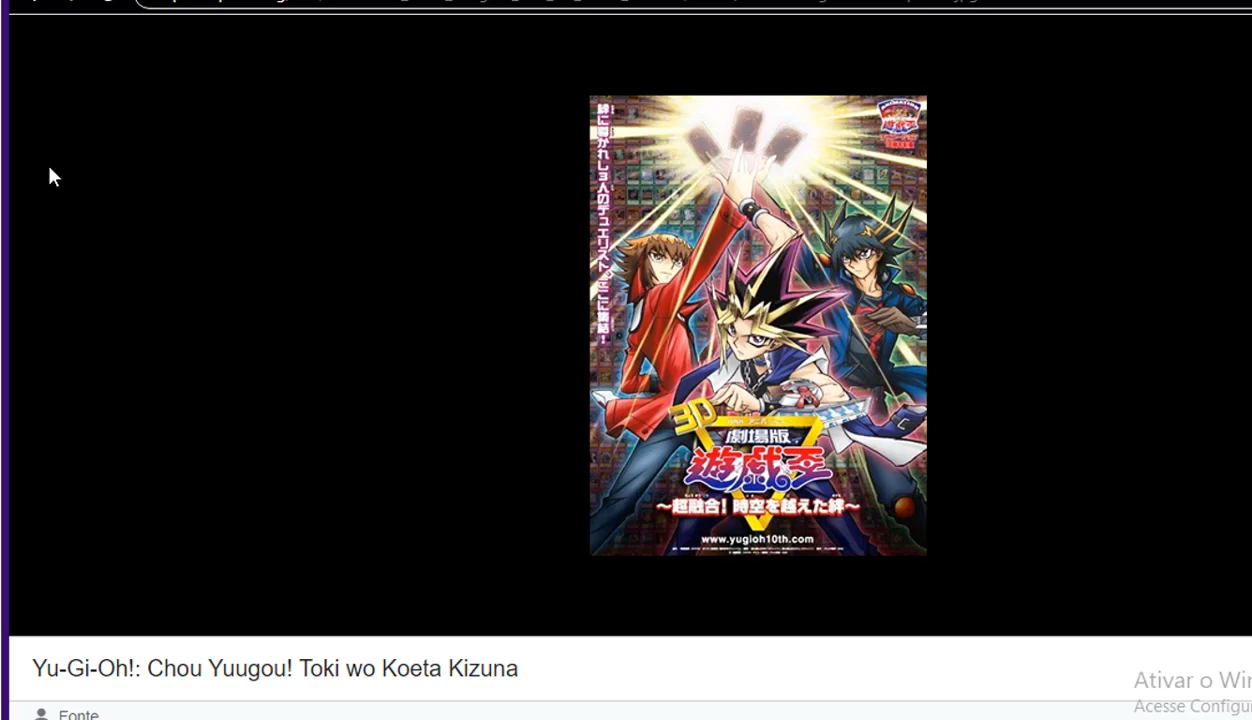 絆に導かれし3人のデュエリスト、ここに集結!
3D
劇場版
遊戯王
~超融合! 時空を越えた絆~
www.yugioh10th.com
Yu-Gi-Oh!: Chou Yuugou! Toki wo Koeta Kizuna
Ativar o Wi
Acesse Configu
Fonte